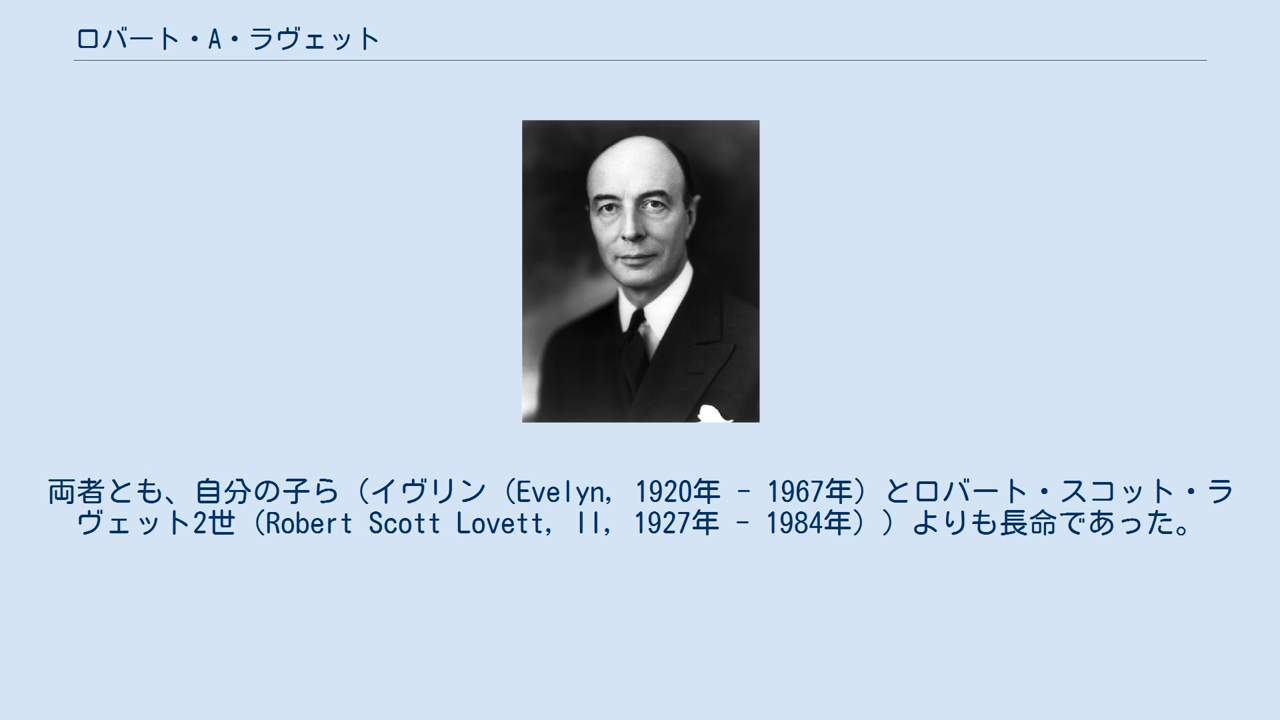 ロバート・A・ラヴェット
両者とも、自分の子ら（イヴリン（Evelyn, 1920年 - 1967年）とロバート・スコット・ラ
ヴェット2世（Robert Scott Lovett, II, 1927年 - 1984年））よりも長命であった。